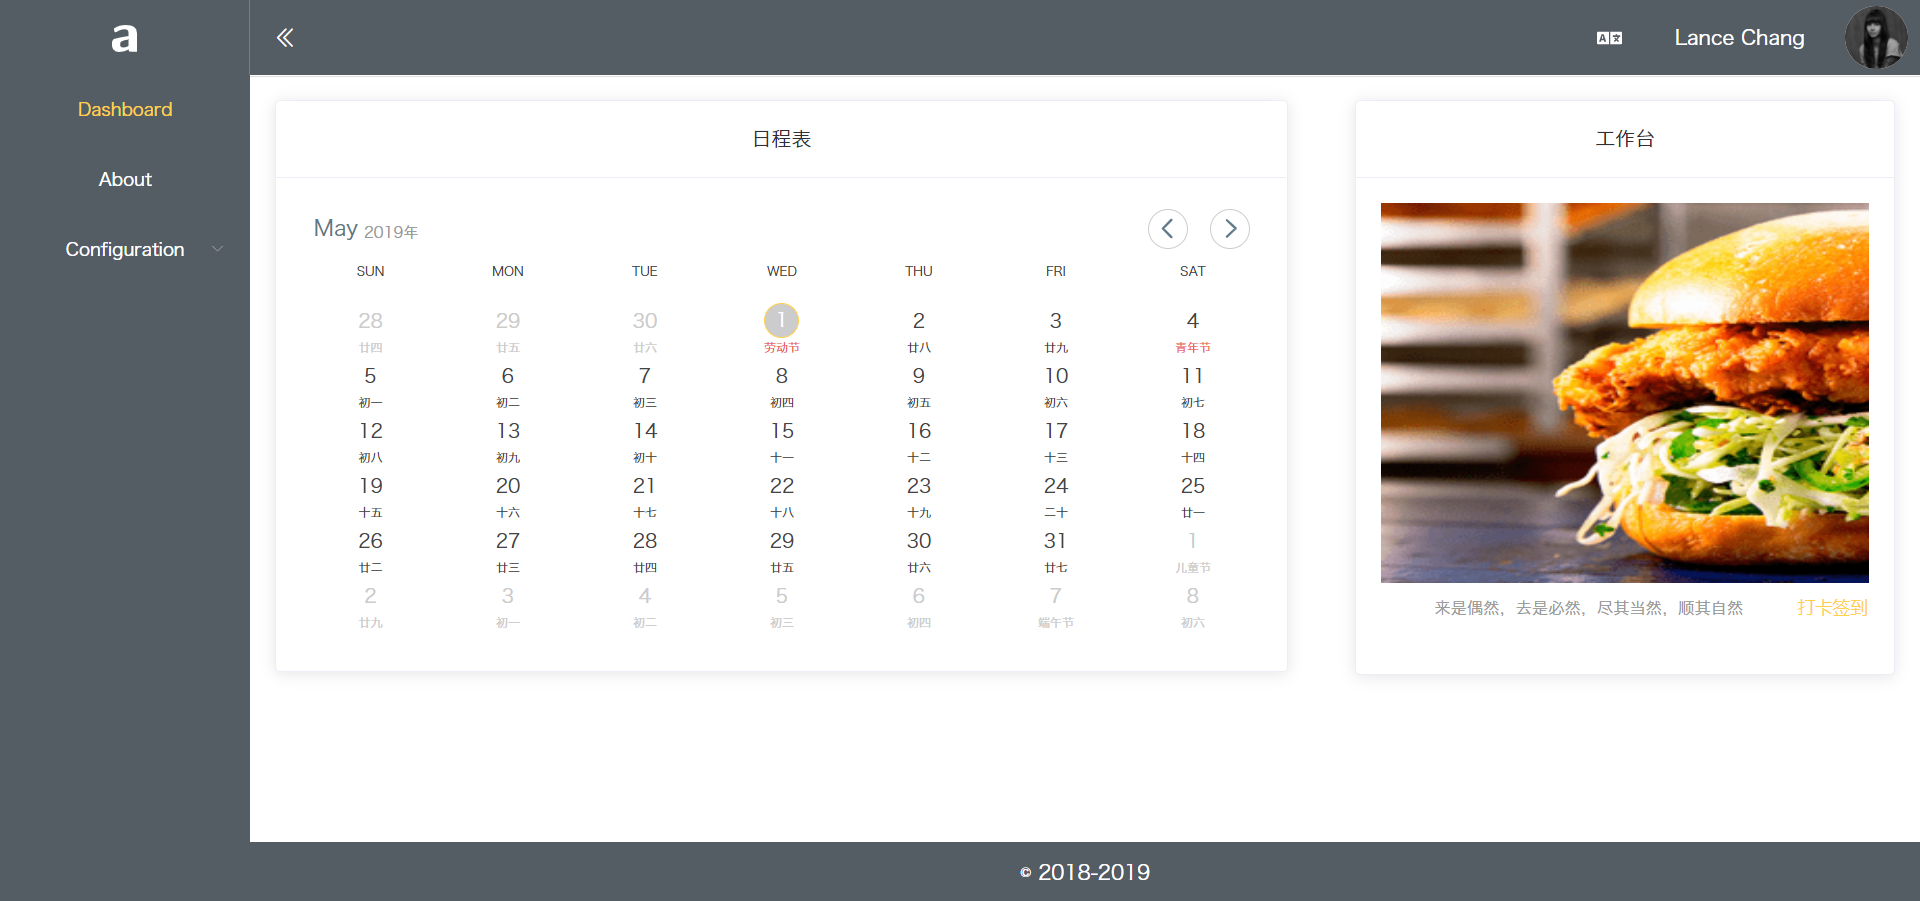 a
Lance Chang
Dashboard
About
Configuration
日程表
May 2019年
SUN MON TUE WED THU FRI SAT
28 29 30 1 2 3 4
廿四 廿五 廿六 劳动节 廿八 廿九 青年节
5 6 7 8 9 10 11
初一 初二 初三 初四 初五 初六 初七
12 13 14 15 16 17 18
初八 初九 初十 十一 十二 十三 十四
19 20 21 22 23 24 25
十五 十六 十七 十八 十九 二十 廿一
26 27 28 29 30 31 1
廿二 廿三 廿四 廿五 廿六 廿七 儿童节
2 3 4 5 6 7 8
廿九 初一 初二 初三 初四 端午节 初六
工作台
来是偶然，去是必然，尽其当然，顺其自然 打卡签到
© 2018-2019